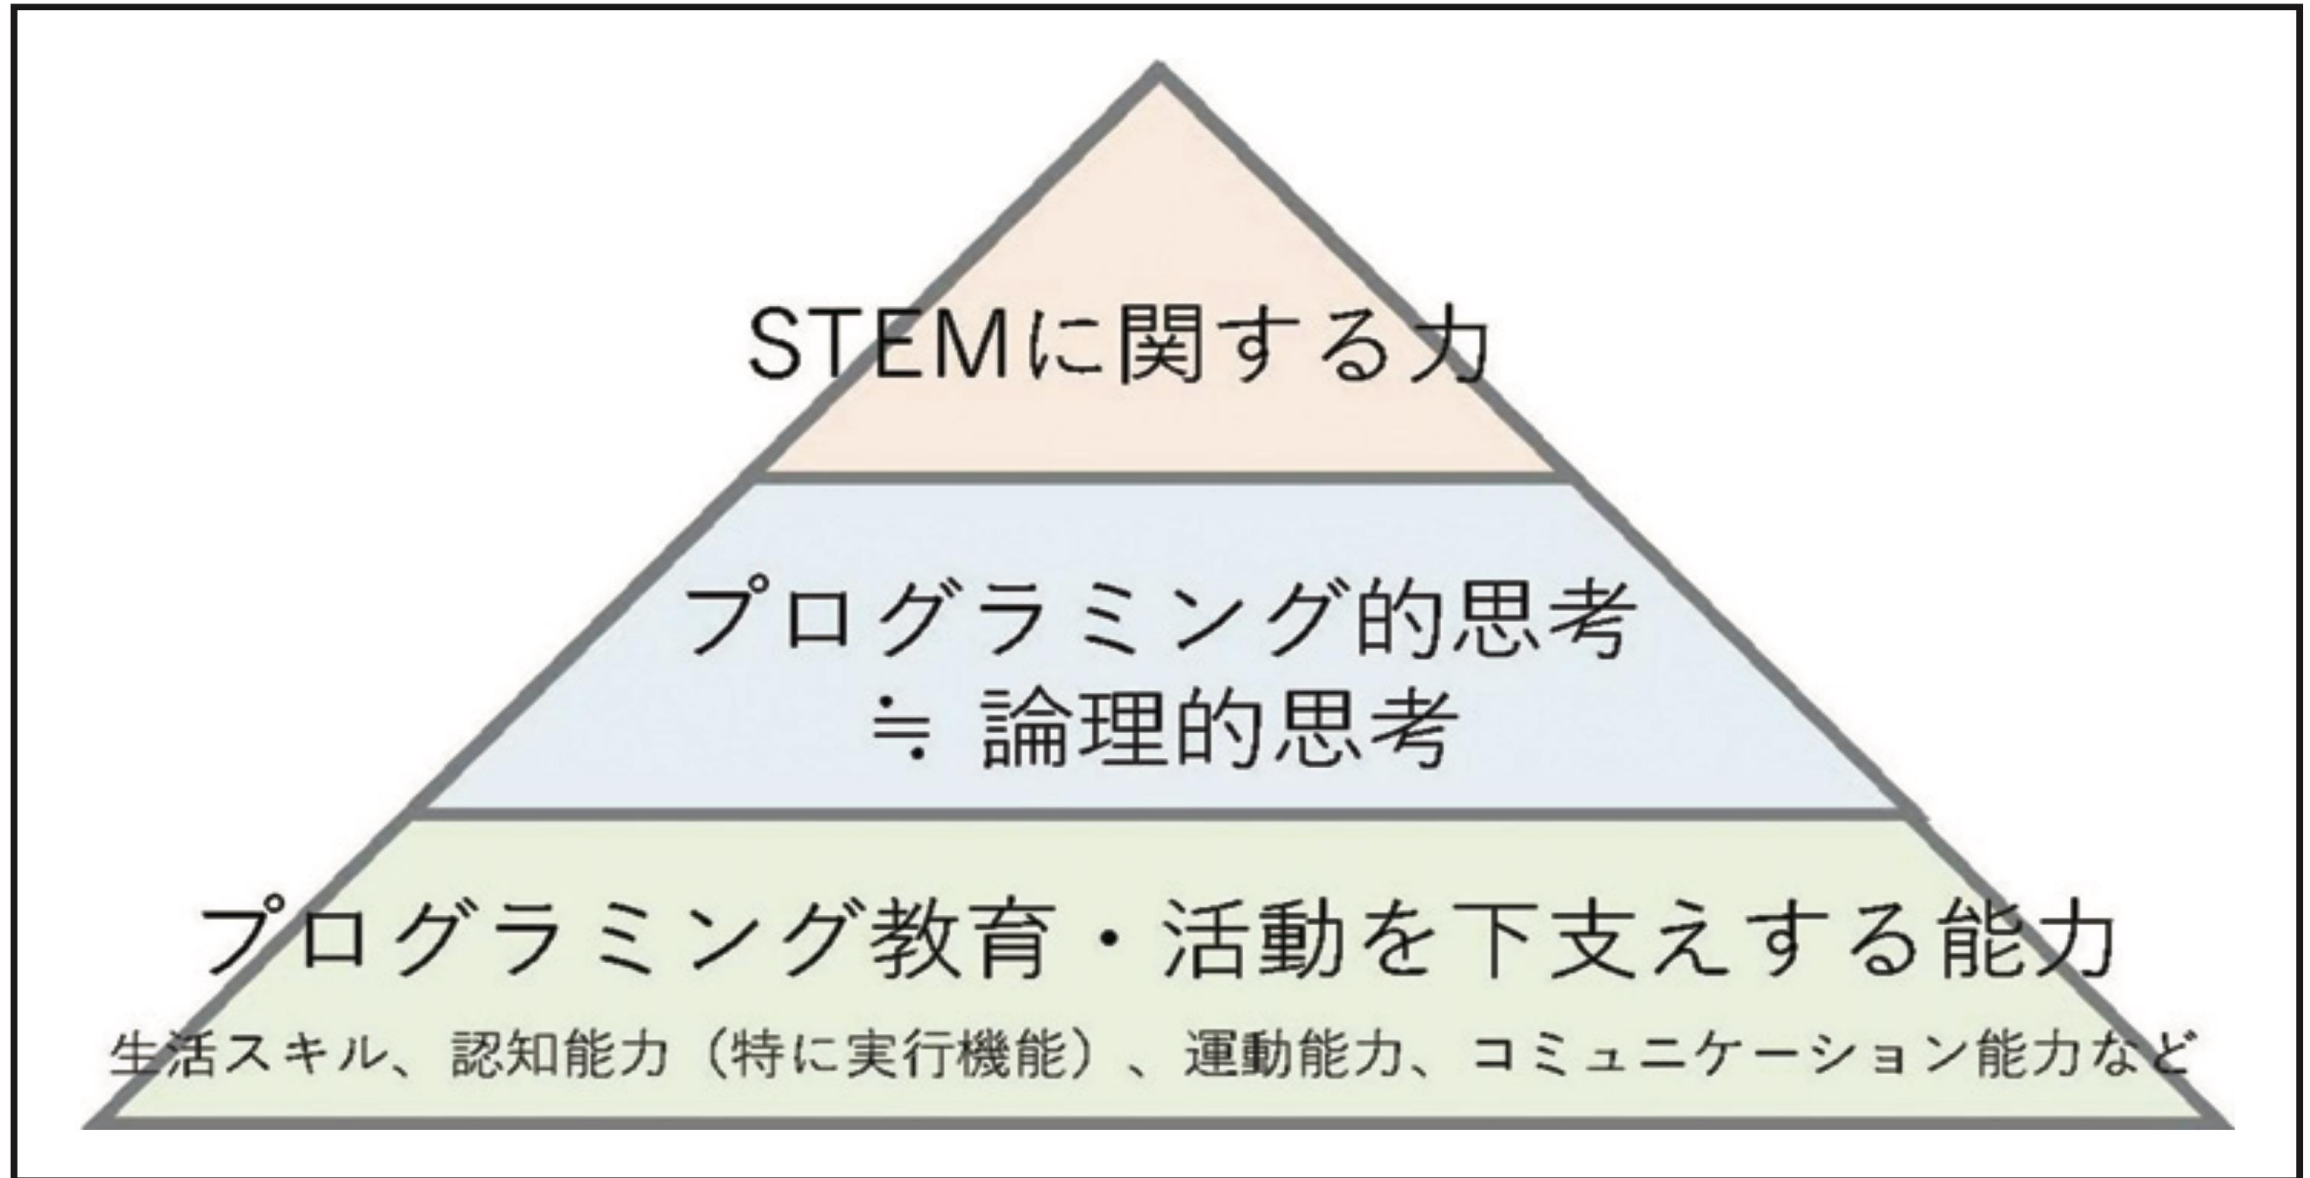 STEMに関する力
プログラミング的思考
≒ 論理的思考
プログラミング教育・活動を下支えする能力
生活スキル、認知能力（特に実行機能）、運動能力、コミュニケーション能力など